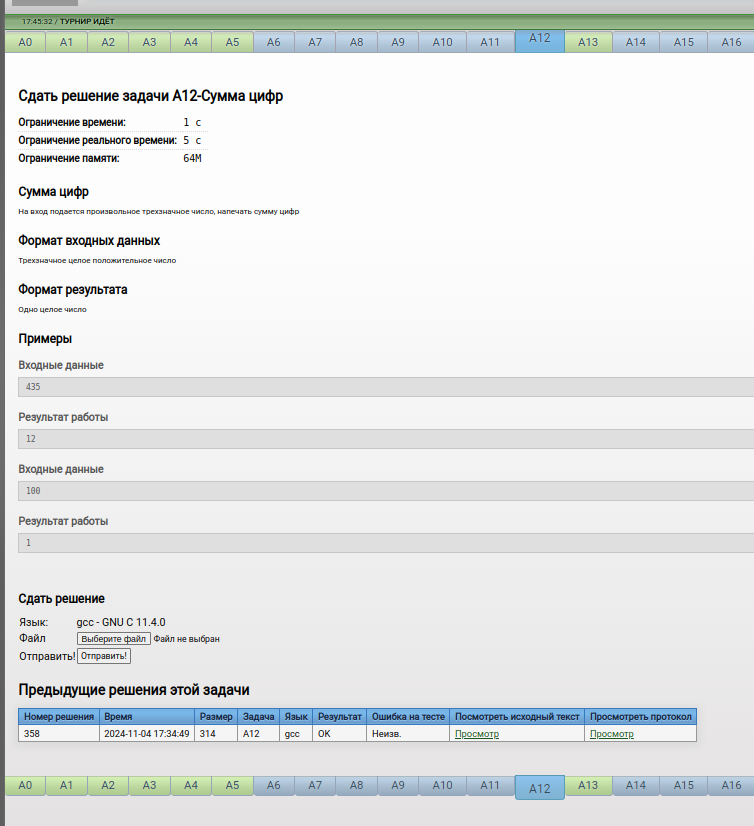 17:45:32 / ТУРНИР ИДЁТ
A0 A1 A2 A3 A4 A5 A6 A7 A8 A9 A10 A11 A12 A13 A14 A15 A16
Сдать решение задачи A12-Сумма цифр
Ограничение времени: 1 с
Ограничение реального времени: 5 с
Ограничение памяти: 64M
Сумма цифр
На вход подается произвольное трехзначное число, напечать сумму цифр
Формат входных данных
Трехзначное целое положительное число
Формат результата
Одно целое число
Примеры
Входные данные
435
Результат работы
12
Входные данные
100
Результат работы
1
Сдать решение
Язык: gcc - GNU C 11.4.0
Файл Выберите файл Файл не выбран
Отправить! Отправить!
Предыдущие решения этой задачи
Номер решения Время Размер Задача Язык Результат Ошибка на тесте Посмотреть исходный текст Просмотреть протокол
358 2024-11-04 17:34:49 314 A12 gcc OK Неизв. Просмотр Просмотр
A0 A1 A2 A3 A4 A5 A6 A7 A8 A9 A10 A11 A12 A13 A14 A15 A16